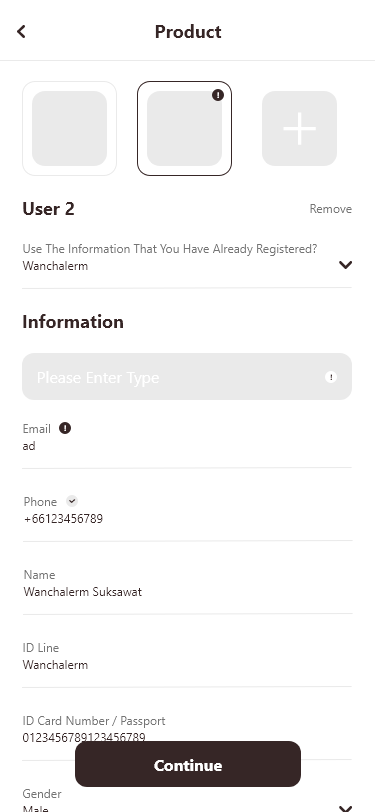 Product
User 2
Remove
Use The Information That You Have Already Registered?
Wanchalerm
Information
Please Enter Type
Email
ad
Phone
+66123456789
Name
Wanchalerm Suksawat
ID Line
Wanchalerm
ID Card Number / Passport
0123456789123456789
Continue
Gender
Male